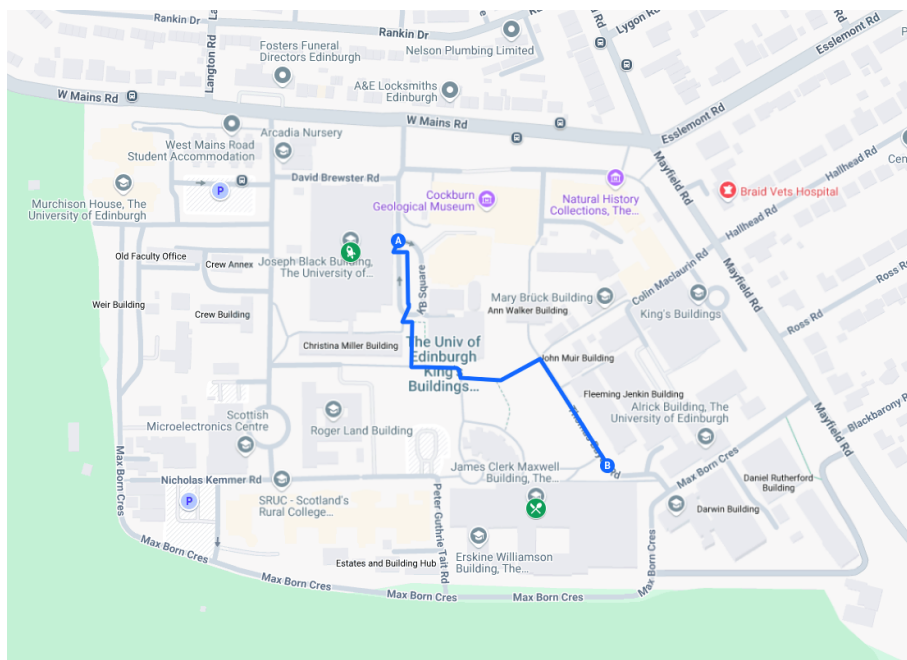 Rankin Dr
Rankin Dr
Nelson Plumbing Limited
Lygon Rd
Esslemont Rd
Langton Rd
Fosters Funeral
Directors Edinburgh
A&E Locksmiths
Edinburgh
W Mains Rd
W Mains Rd
Esslemont Rd
West Mains Road
Student Accommodation
Arcadia Nursery
Mayfield Rd
Hallhead Rd
Cen
David Brewster Rd
P
Murchison House, The
University of Edinburgh
Cockburn
Geological Museum
Natural History
Collections, The...
Braid Vets Hospital
Hallhead Rd
A
Old Faculty Office
Crew Annex
Joseph Black Building,
The University of...
Square
Colin Maclaurin Rd
Mayfield Rd
Ross Ro
Weir Building
Crew Building
Mary Brück Building
Ann Walker Building
King's Buildings
Ross Rd
Christina Miller Building
The Univ of
Edinburgh
King's
Buildings...
John Muir Building
Fleeming Jenkin Building
Alrick Building, The
University of Edinburgh
Mayfield Rd
Blackbarony R
Scottish
Microelectronics Centre
Roger Land Building
B
Max Born Cres
Nicholas Kemmer Rd
P
SRUC - Scotland's
Rural College...
James Clerk Maxwell
Building, The...
Max Born Cres
Daniel Rutherford
Building
Darwin Building
Peter Guthrie Tait Rd
Erskine Williamson
Building, The...
Max Born Cres
Max Born Cres
Estates and Building Hub
Max Born Cres
Max Born Cres
Max Born Cres